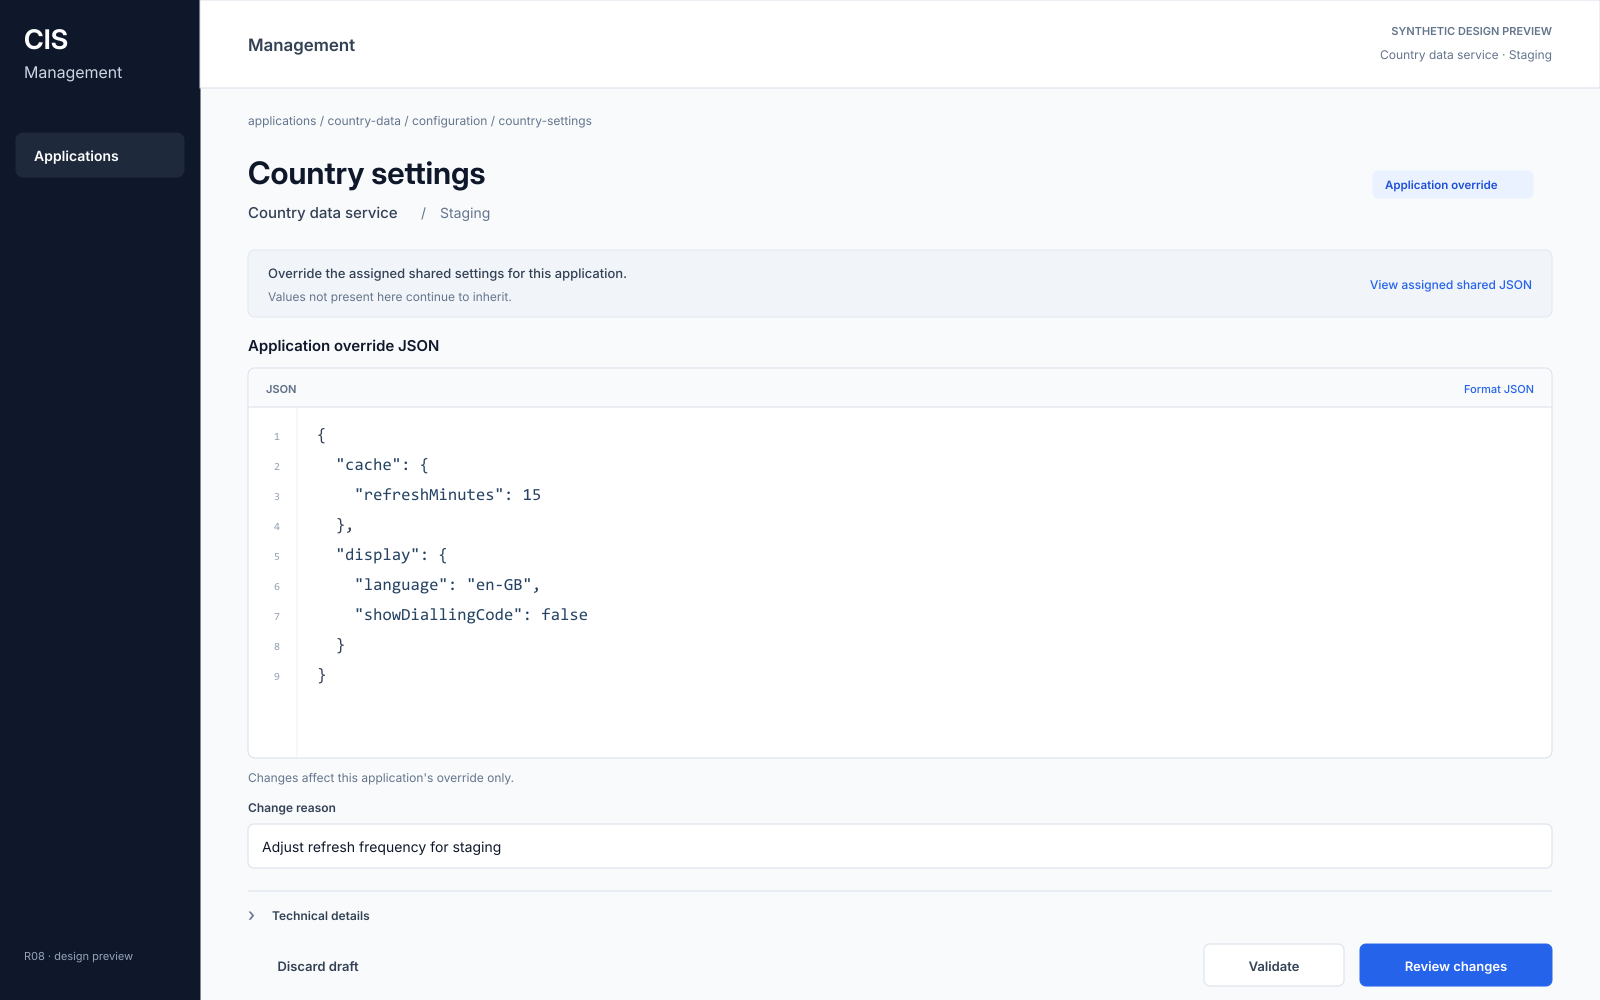 CIS
Management
Applications
R08 · design preview
Management
SYNTHETIC DESIGN PREVIEW
Country data service · Staging
applications / country-data / configuration / country-settings
Country settings
Application override
Country data service / Staging
Override the assigned shared settings for this application.
Values not present here continue to inherit.
View assigned shared JSON
Application override JSON
JSON
Format JSON
1 {
2   "cache": {
3     "refreshMinutes": 15
4   },
5   "display": {
6     "language": "en-GB",
7     "showDiallingCode": false
8   }
9 }
Changes affect this application's override only.
Change reason
Adjust refresh frequency for staging
Technical details
Discard draft
Validate
Review changes